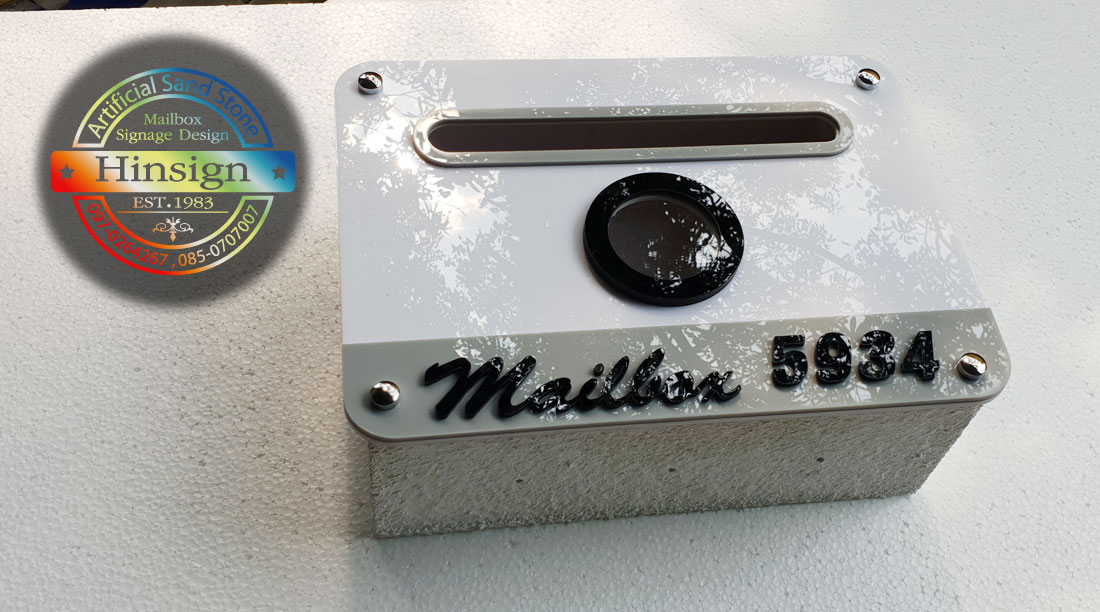 Artificial Sand Stone
Mailbox
Signage Design
Hinsign
EST.1983
097-0264267 ,085-0707007
Mailbox 5934